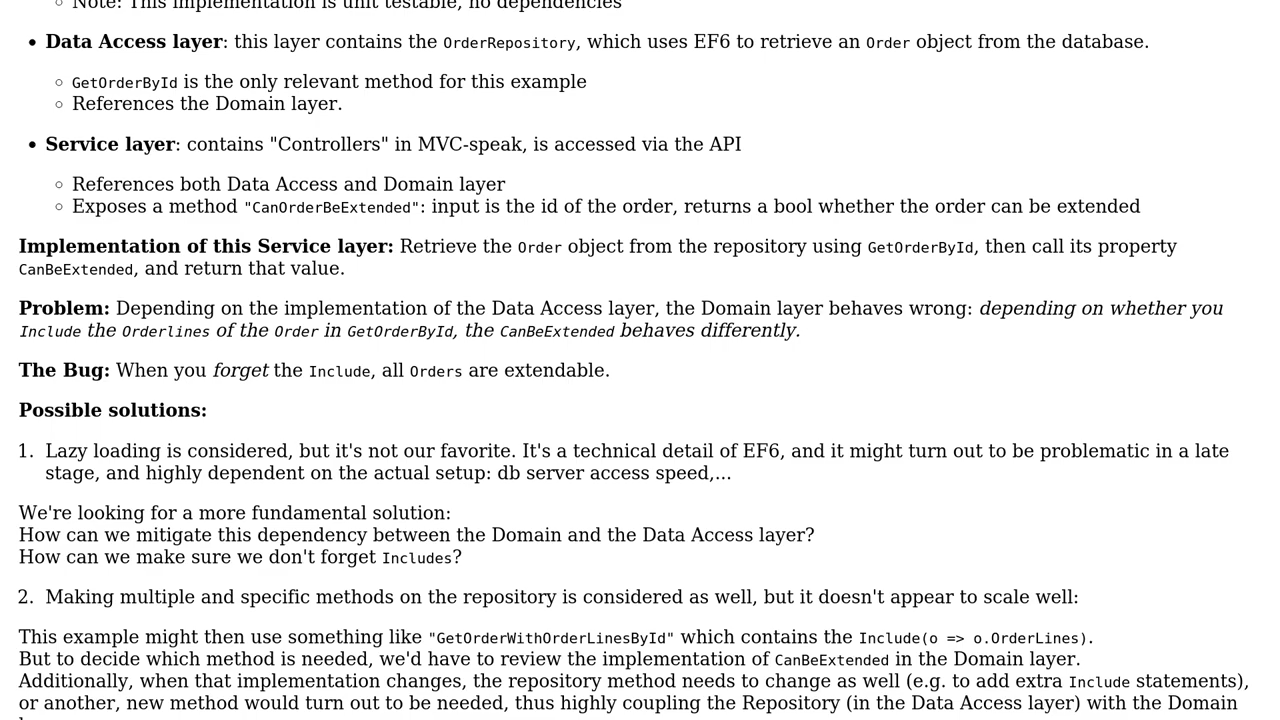 Note: This implementation is unit testable, no dependencies
• Data Access layer: this layer contains the OrderRepository, which uses EF6 to retrieve an Order object from the database.
◦ GetOrderById is the only relevant method for this example
◦ References the Domain layer.
• Service layer: contains "Controllers" in MVC-speak, is accessed via the API
◦ References both Data Access and Domain layer
◦ Exposes a method "CanOrderBeExtended": input is the id of the order, returns a bool whether the order can be extended
Implementation of this Service layer: Retrieve the Order object from the repository using GetOrderById, then call its property
CanBeExtended, and return that value.
Problem: Depending on the implementation of the Data Access layer, the Domain layer behaves wrong: depending on whether you
Include the Orderlines of the Order in GetOrderById, the CanBeExtended behaves differently.
The Bug: When you forget the Include, all Orders are extendable.
Possible solutions:
1. Lazy loading is considered, but it's not our favorite. It's a technical detail of EF6, and it might turn out to be problematic in a late
stage, and highly dependent on the actual setup: db server access speed,...
We're looking for a more fundamental solution:
How can we mitigate this dependency between the Domain and the Data Access layer?
How can we make sure we don't forget Includes?
2. Making multiple and specific methods on the repository is considered as well, but it doesn't appear to scale well:
This example might then use something like "GetOrderWithOrderLinesById" which contains the Include(o => o.OrderLines).
But to decide which method is needed, we'd have to review the implementation of CanBeExtended in the Domain layer.
Additionally, when that implementation changes, the repository method needs to change as well (e.g. to add extra Include statements),
or another, new method would turn out to be needed, thus highly coupling the Repository (in the Data Access layer) with the Domain